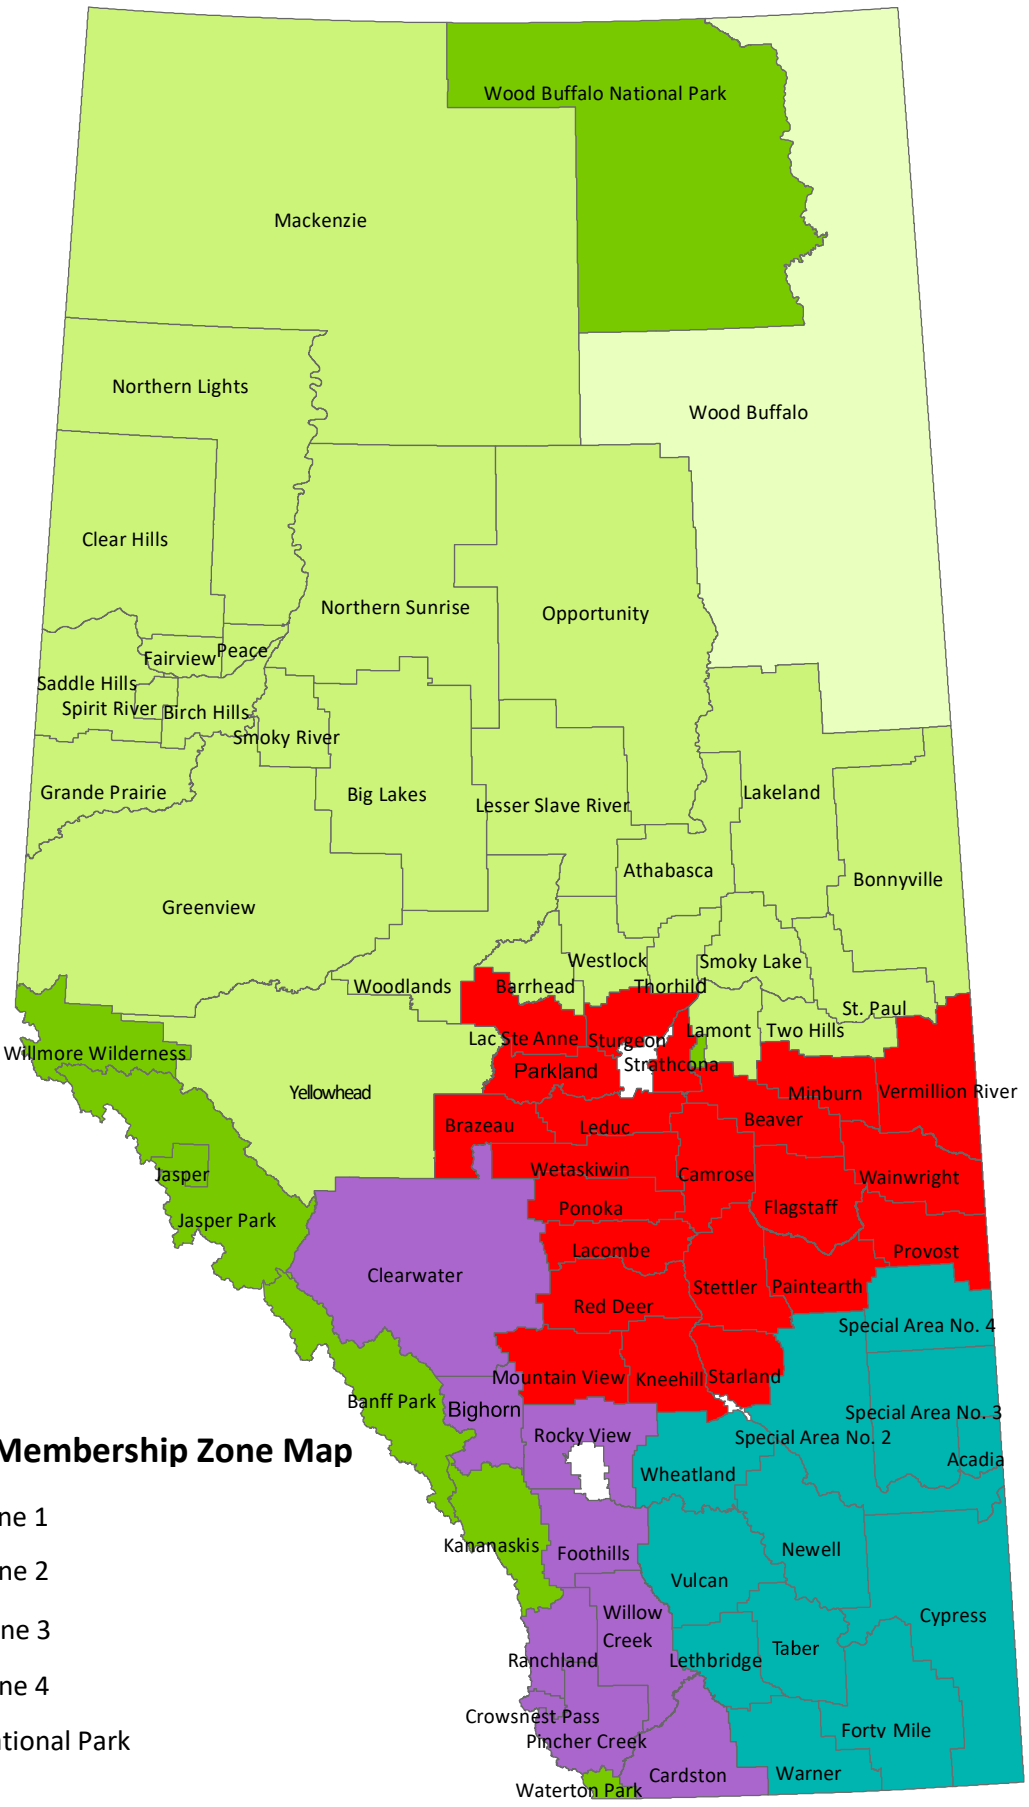 Wood Buffalo National Park
Mackenzie
Northern Lights
Wood Buffalo
Clear Hills
Northern Sunrise
Opportunity
Peace
Fairview
Saddle Hills
Spirit River
Birch Hills
Smoky River
Grande Prairie
Big Lakes
Lesser Slave River
Lakeland
Athabasca
Bonnyville
Greenview
Westlock
Smoky Lake
Woodlands
Barrhead
Thorhild
St. Paul
Lac Ste Anne
Sturgeon
Lamont
Two Hills
Willmore Wilderness
Strathcona
Parkland
Yellowhead
Minburn
Vermillion River
Brazeau
Leduc
Beaver
Jasper
Wetaskiwin
Camrose
Wainwright
Ponoka
Flagstaff
Jasper Park
Lacombe
Provost
Clearwater
Stettler
Paintearth
Red Deer
Special Area No. 4
Mountain View
Kneehill
Starland
Banff Park
Bighorn
Special Area No. 3
Rocky View
Special Area No. 2
Membership Zone Map
Acadia
Wheatland
ne 1
Kananaskis
Foothills
Newell
ne 2
Vulcan
Willow
Creek
Cypress
ne 3
Taber
Ranchland
Lethbridge
ne 4
Crowsnest Pass
Forty Mile
tional Park
Pincher Creek
Cardston
Warner
Waterton Park